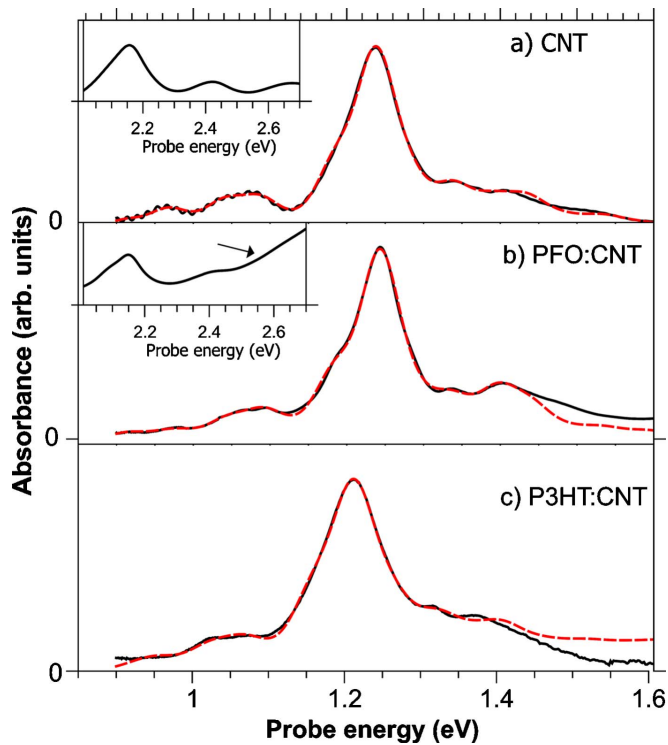 a) CNT
2.2 2.4 2.6
Probe energy (eV)
0
b) PFO:CNT
2.2 2.4 2.6
Probe energy (eV)
0
c) P3HT:CNT
0
Absorbance (arb. units)
1 1.2 1.4 1.6
Probe energy (eV)